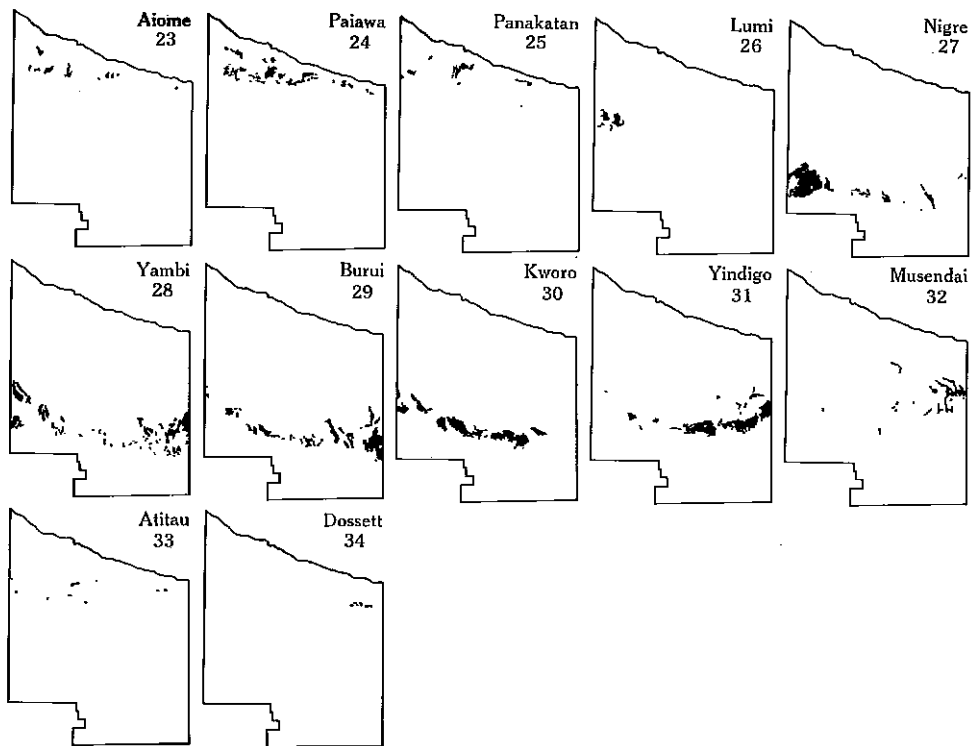 Aiome
23
Paiawa
24
Panakatan
25
Lumi
26
Nigre
27
Yambi
28
Burui
29
Kworo
30
Yindigo
31
Musendai
32
Atitau
33
Dossett
34